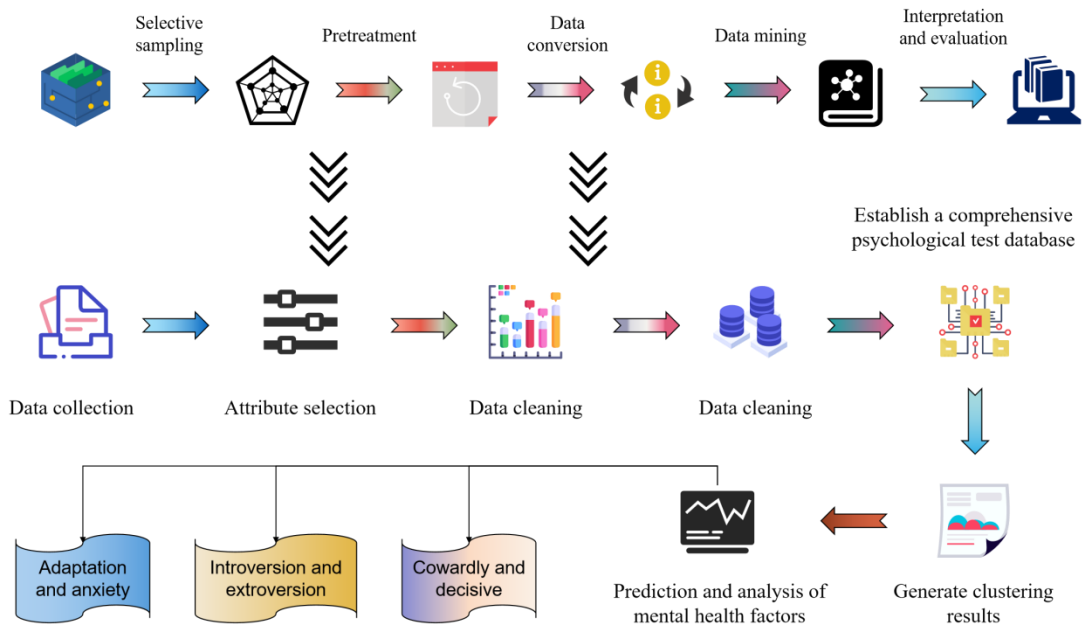 Selective
sampling
Pretreatment
Data
conversion
Data mining
Interpretation
and evaluation
Establish a comprehensive
psychological test database
Data collection
Attribute selection
Data cleaning
Data cleaning
Adaptation
and anxiety
Introversion and
extroversion
Cowardly and
decisive
Prediction and analysis of
mental health factors
Generate clustering
results